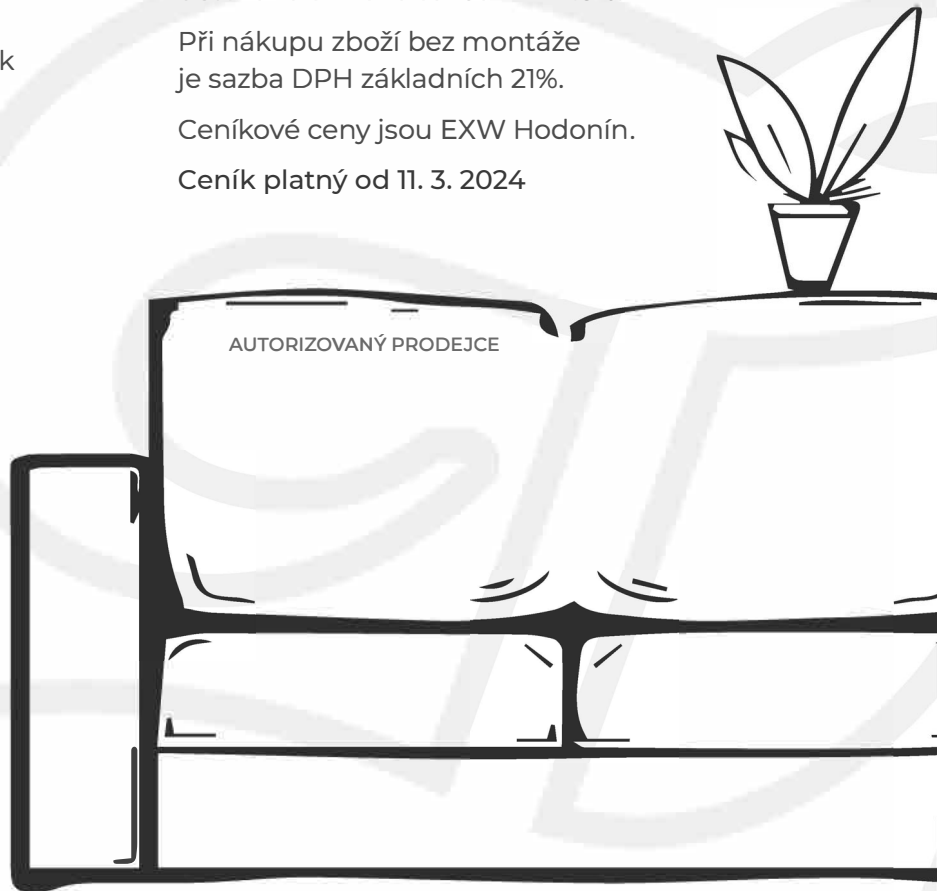 k
Při nákupu zboží bez montáže
je sazba DPH základních 21%.
Ceníkové ceny jsou EXW Hodonín.
Ceník platný od 11. 3. 2024
AUTORIZOVANÝ PRODEJCE